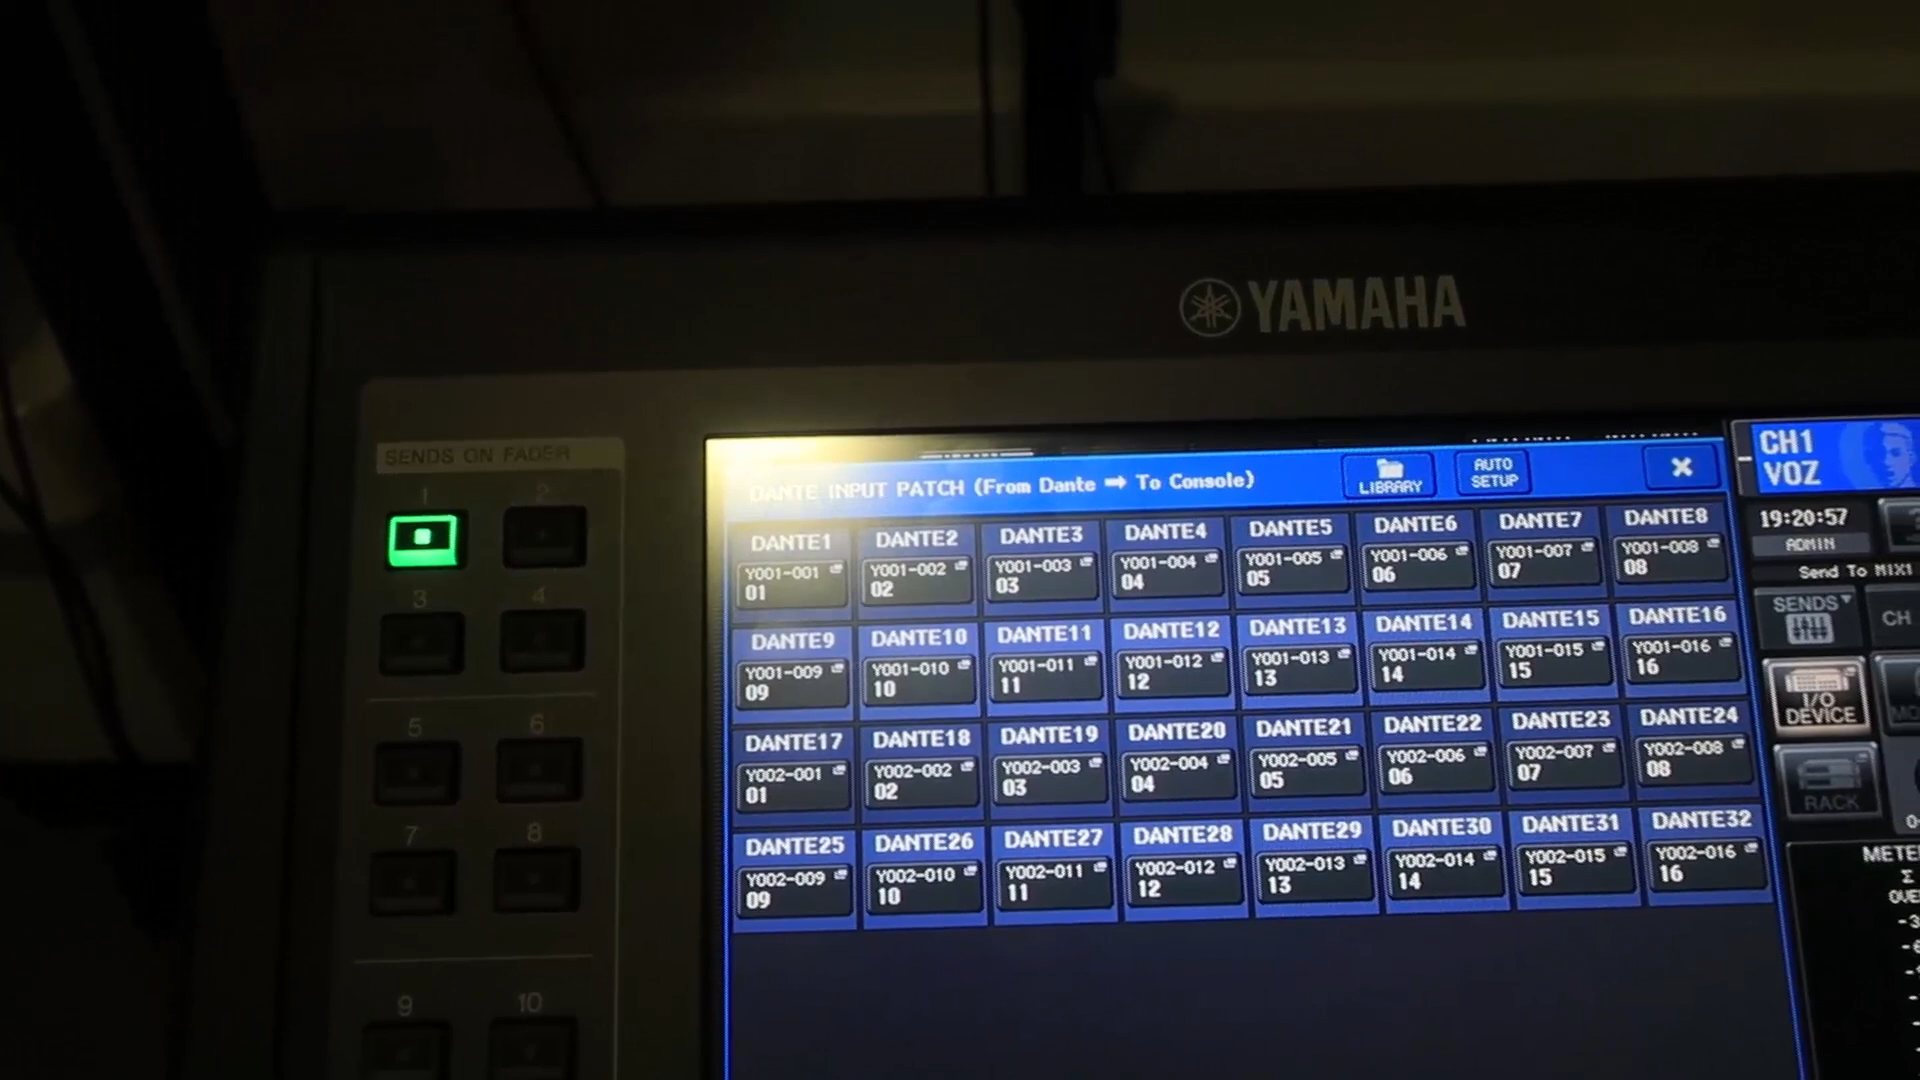 YAMAHA
SENDS ON FADER
1 2
3 4
5 6
7 8
9 10
DANTE INPUT PATCH (From Dante ➡ To Console)
LIBRARY
AUTO
SETUP
×
DANTE1 DANTE2 DANTE3 DANTE4 DANTE5 DANTE6 DANTE7 DANTE8
Y001-001 Y001-002 Y001-003 Y001-004 Y001-005 Y001-006 Y001-007 Y001-008
01 02 03 04 05 06 07 08
DANTE9 DANTE10 DANTE11 DANTE12 DANTE13 DANTE14 DANTE15 DANTE16
Y001-009 Y001-010 Y001-011 Y001-012 Y001-013 Y001-014 Y001-015 Y001-016
09 10 11 12 13 14 15 16
DANTE17 DANTE18 DANTE19 DANTE20 DANTE21 DANTE22 DANTE23 DANTE24
Y002-001 Y002-002 Y002-003 Y002-004 Y002-005 Y002-006 Y002-007 Y002-008
01 02 03 04 05 06 07 08
DANTE25 DANTE26 DANTE27 DANTE28 DANTE29 DANTE30 DANTE31 DANTE32
Y002-009 Y002-010 Y002-011 Y002-012 Y002-013 Y002-014 Y002-015 Y002-016
09 10 11 12 13 14 15 16
CH1
VOZ
19:20:57
ADMIN
Send To MIX1
SENDS
CH
I/O
DEVICE
RACK
Σ